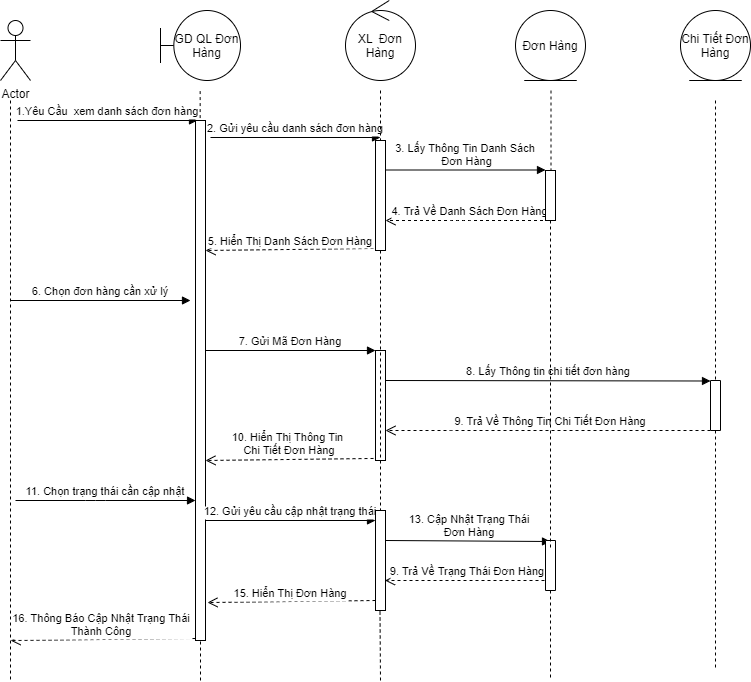 GD QL Đơn
Hàng
XL Đơn
Hàng
Đơn Hàng
Chi Tiết Đơn
Hàng
Actor
1.Yêu Cầu xem danh sách đơn hàng
2. Gửi yêu cầu danh sách đơn hàng
3. Lấy Thông Tin Danh Sách
Đơn Hàng
4. Trả Về Danh Sách Đơn Hàng
5. Hiển Thị Danh Sách Đơn Hàng
6. Chọn đơn hàng cần xử lý
7. Gửi Mã Đơn Hàng
8. Lấy Thông tin chi tiết đơn hàng
9. Trả Về Thông Tin Chi Tiết Đơn Hàng
10. Hiển Thị Thông Tin
Chi Tiết Đơn Hàng
11. Chọn trạng thái cần cập nhật
12. Gửi yêu cầu cập nhật trạng thái
13. Cập Nhật Trạng Thái
Đơn Hàng
9. Trả Về Trạng Thái Đơn Hàng
15. Hiển Thị Đơn Hàng
16. Thông Báo Cập Nhật Trạng Thái
Thành Công